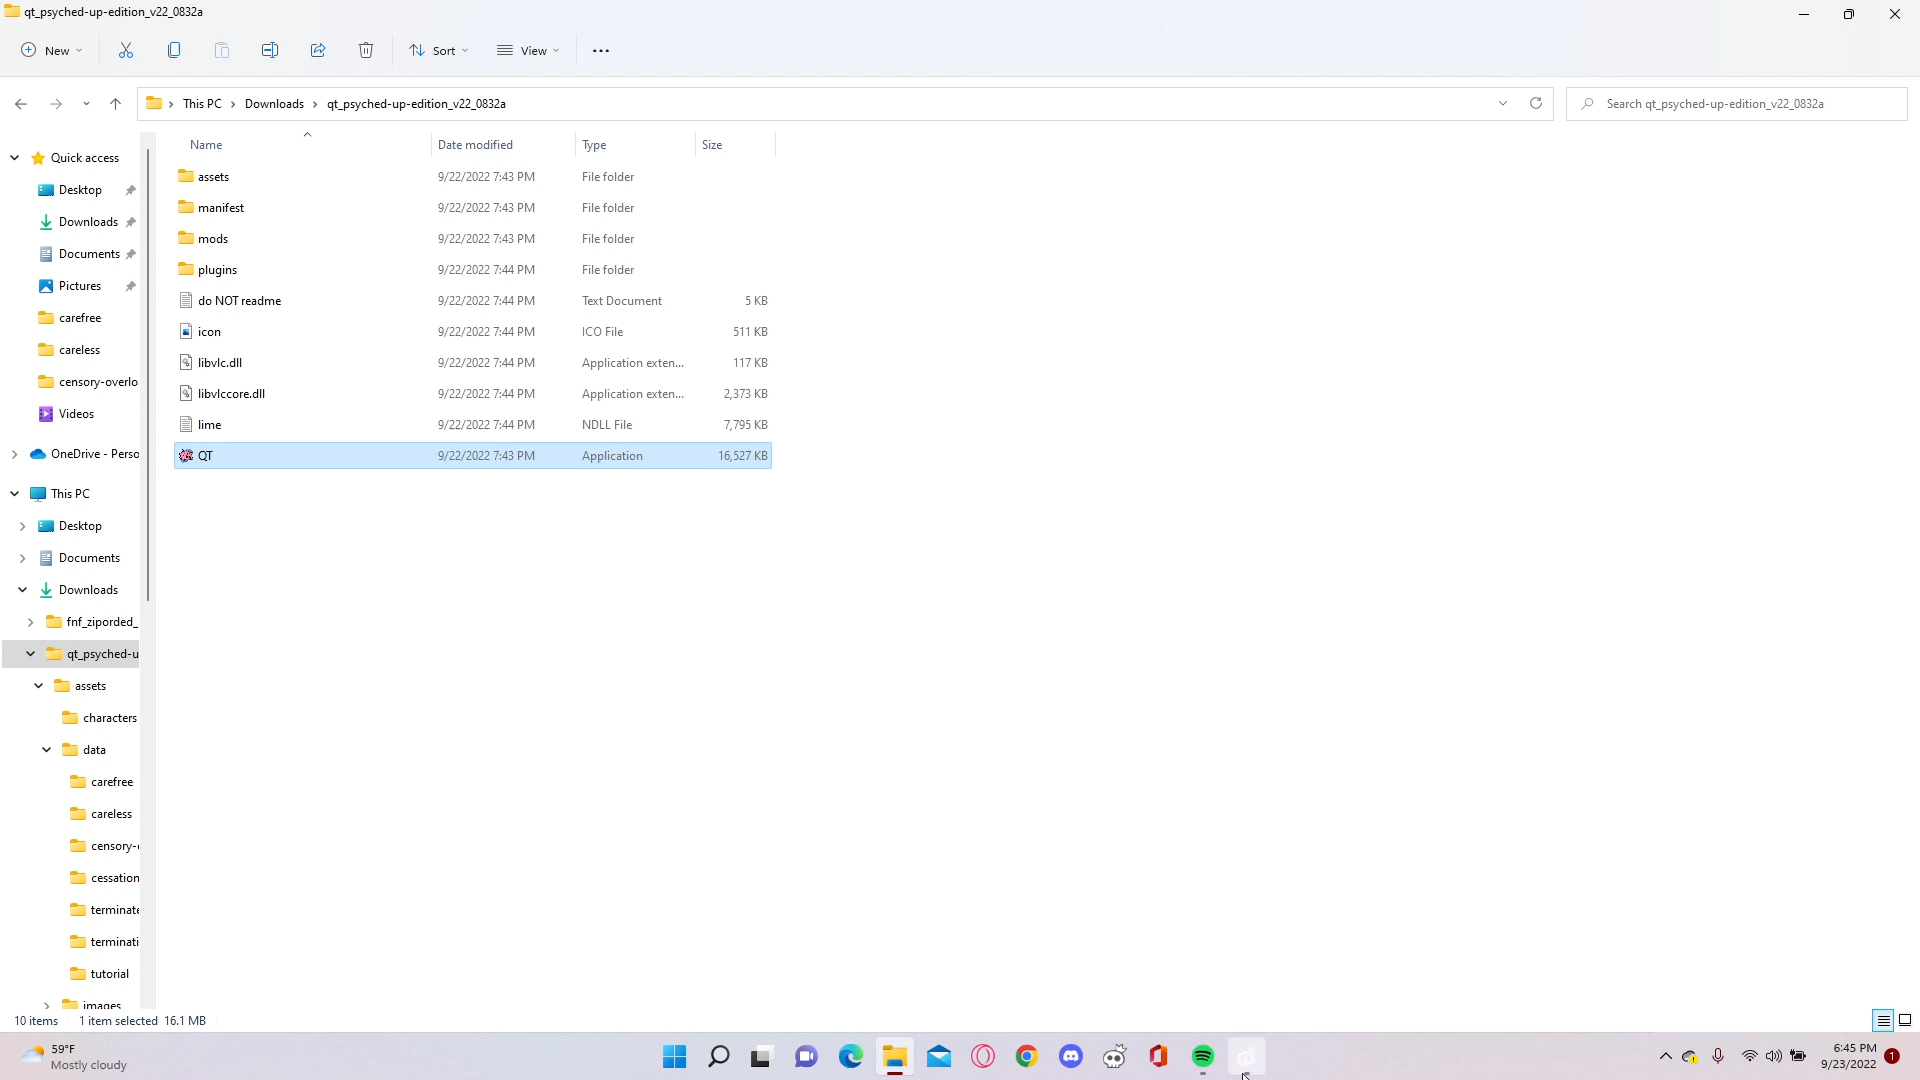 qt_psyched-up-edition_v22_0832a
New
Sort
View
This PC
Downloads
qt_psyched-up-edition_v22_0832a
Search qt_psyched-up-edition_v22_0832a
Name
Date modified
Type
Size
assets 9/22/2022 7:43 PM File folder
manifest 9/22/2022 7:43 PM File folder
mods 9/22/2022 7:43 PM File folder
plugins 9/22/2022 7:44 PM File folder
do NOT readme 9/22/2022 7:44 PM Text Document 5 KB
icon 9/22/2022 7:44 PM ICO File 511 KB
libvlc.dll 9/22/2022 7:44 PM Application exten... 117 KB
libvlccore.dll 9/22/2022 7:44 PM Application exten... 2,373 KB
lime 9/22/2022 7:44 PM NDLL File 7,795 KB
QT 9/22/2022 7:43 PM Application 16,527 KB
Quick access
Desktop
Downloads
Documents
Pictures
carefree
careless
censory-overlo
Videos
OneDrive - Perso
This PC
Desktop
Documents
Downloads
fnf_ziporded_
qt_psyched-u
assets
characters
data
carefree
careless
censory-
cessation
terminate
terminati
tutorial
images
10 items
1 item selected 16.1 MB
59°F
Mostly cloudy
6:45 PM
9/23/2022
1